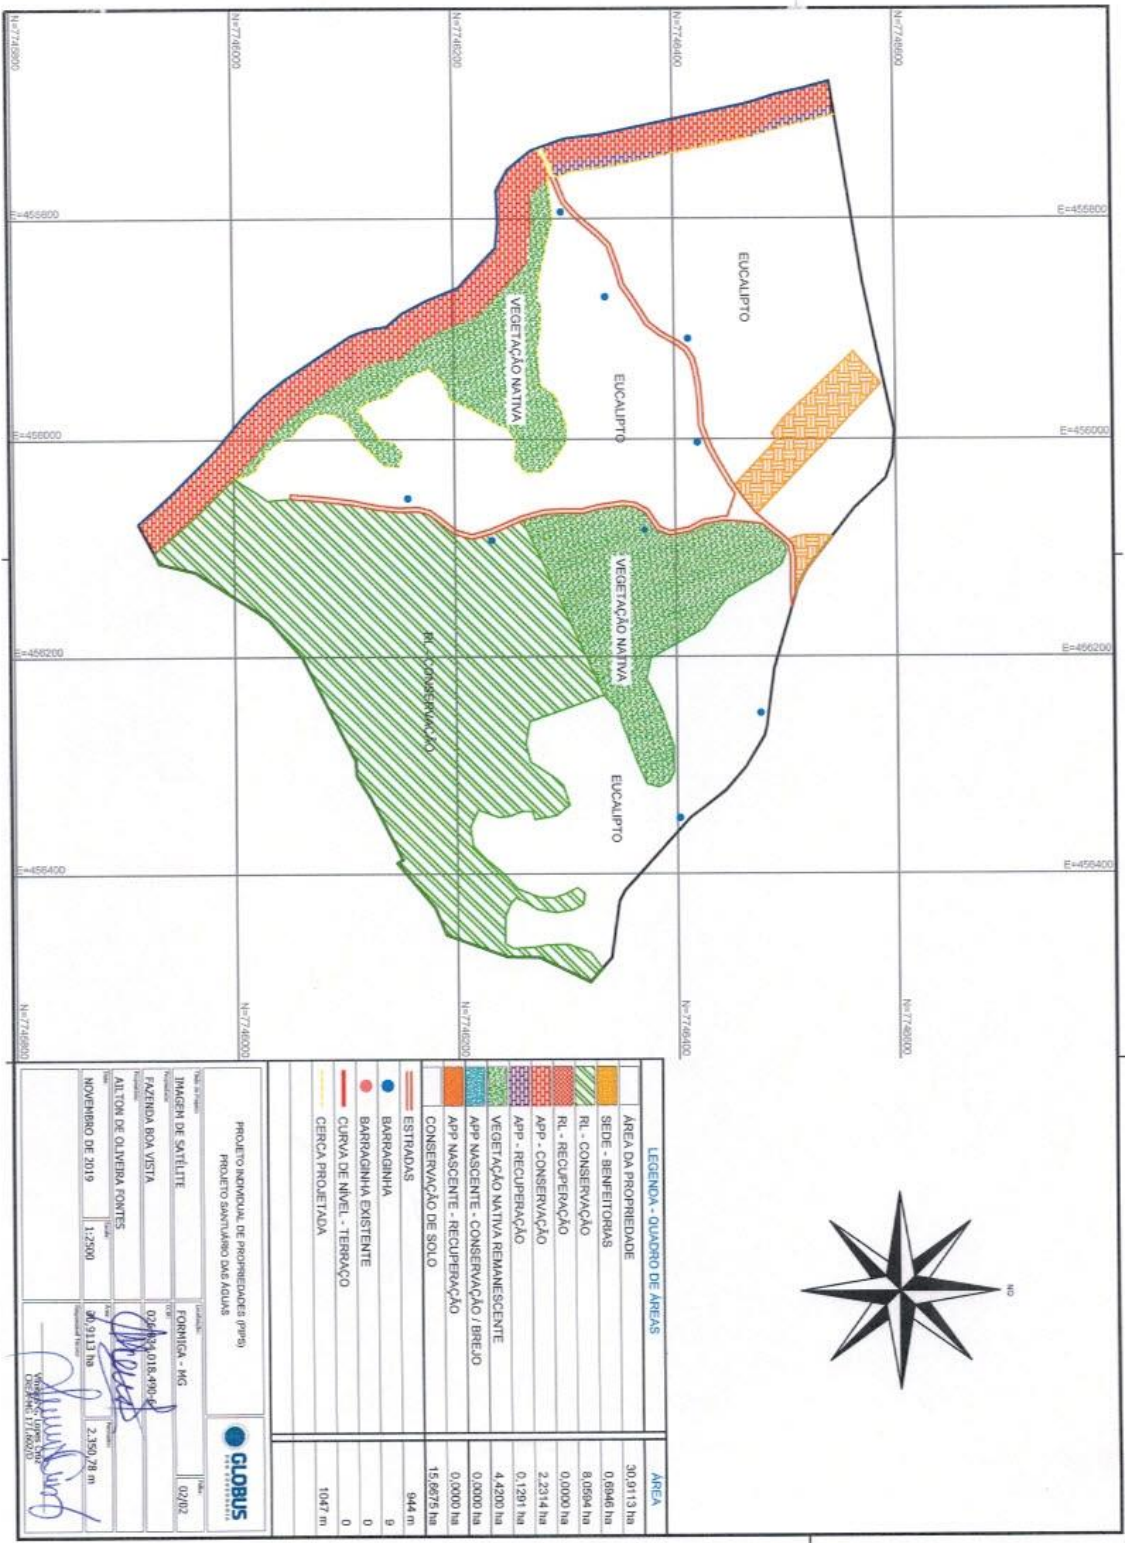 N=7745800
N=7746000
N=7746200
N=7746400
N=7746600
E=455800
E=455800
EUCALIPTO
VEGETAÇÃO NATIVA
EUCALIPTO
E=456000
E=456000
VEGETAÇÃO NATIVA
RL - CONSERVAÇÃO
E=456200
E=456200
EUCALIPTO
E=456400
E=456400
N=7745800
N=7746000
N=7746200
N=7746400
N=7746600
NG
LEGENDA - QUADRO DE ÁREAS
ÁREA
ÁREA DA PROPRIEDADE 30,9113 ha
SEDE - BENFEITORIAS 0,6946 ha
RL - CONSERVAÇÃO 8,0594 ha
RL - RECUPERAÇÃO 0,0000 ha
APP - CONSERVAÇÃO 2,2314 ha
APP - RECUPERAÇÃO 0,1291 ha
VEGETAÇÃO NATIVA REMANESCENTE 4,4200 ha
APP NASCENTE - CONSERVAÇÃO / BREJO 0,0000 ha
APP NASCENTE - RECUPERAÇÃO 0,0000 ha
CONSERVAÇÃO DE SOLO 15,6675 ha
ESTRADAS 944 m
BARRAGINHA 9
BARRAGINHA EXISTENTE 0
CURVA DE NÍVEL - TERRAÇO 0
CERCA PROJETADA 1047 m
PROJETO INDIVIDUAL DE PROPRIEDADES (PIPS)
PROJETO SANTUÁRIO DAS ÁGUAS
GLOBUS
IMAGEM DE SATÉLITE
FORMIGA - MG
02/02
FAZENDA BOA VISTA
AILTON DE OLIVEIRA FONTES
30,9113 ha
2.350,78 m
NOVEMBRO DE 2019
1:2500